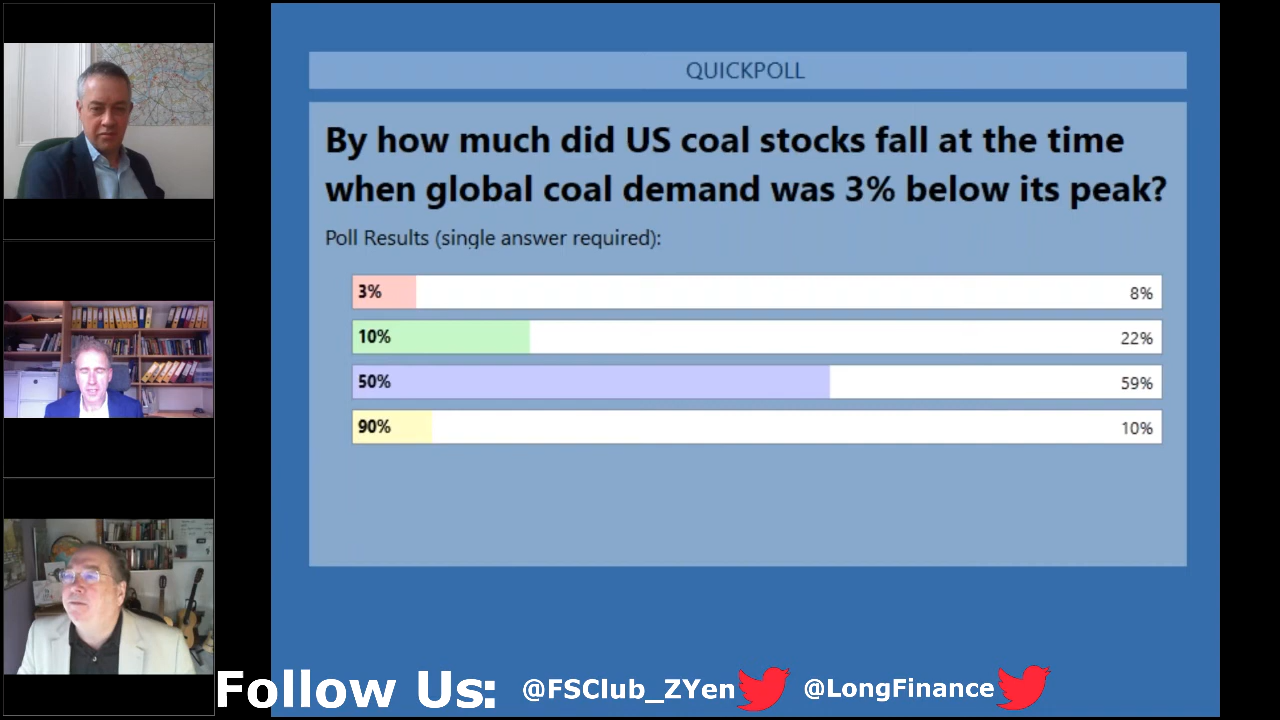 QUICKPOLL
By how much did US coal stocks fall at the time
when global coal demand was 3% below its peak?
Poll Results (single answer required):
3% 8%
10% 22%
50% 59%
90% 10%
Follow Us: @FSClub_ZYen @LongFinance